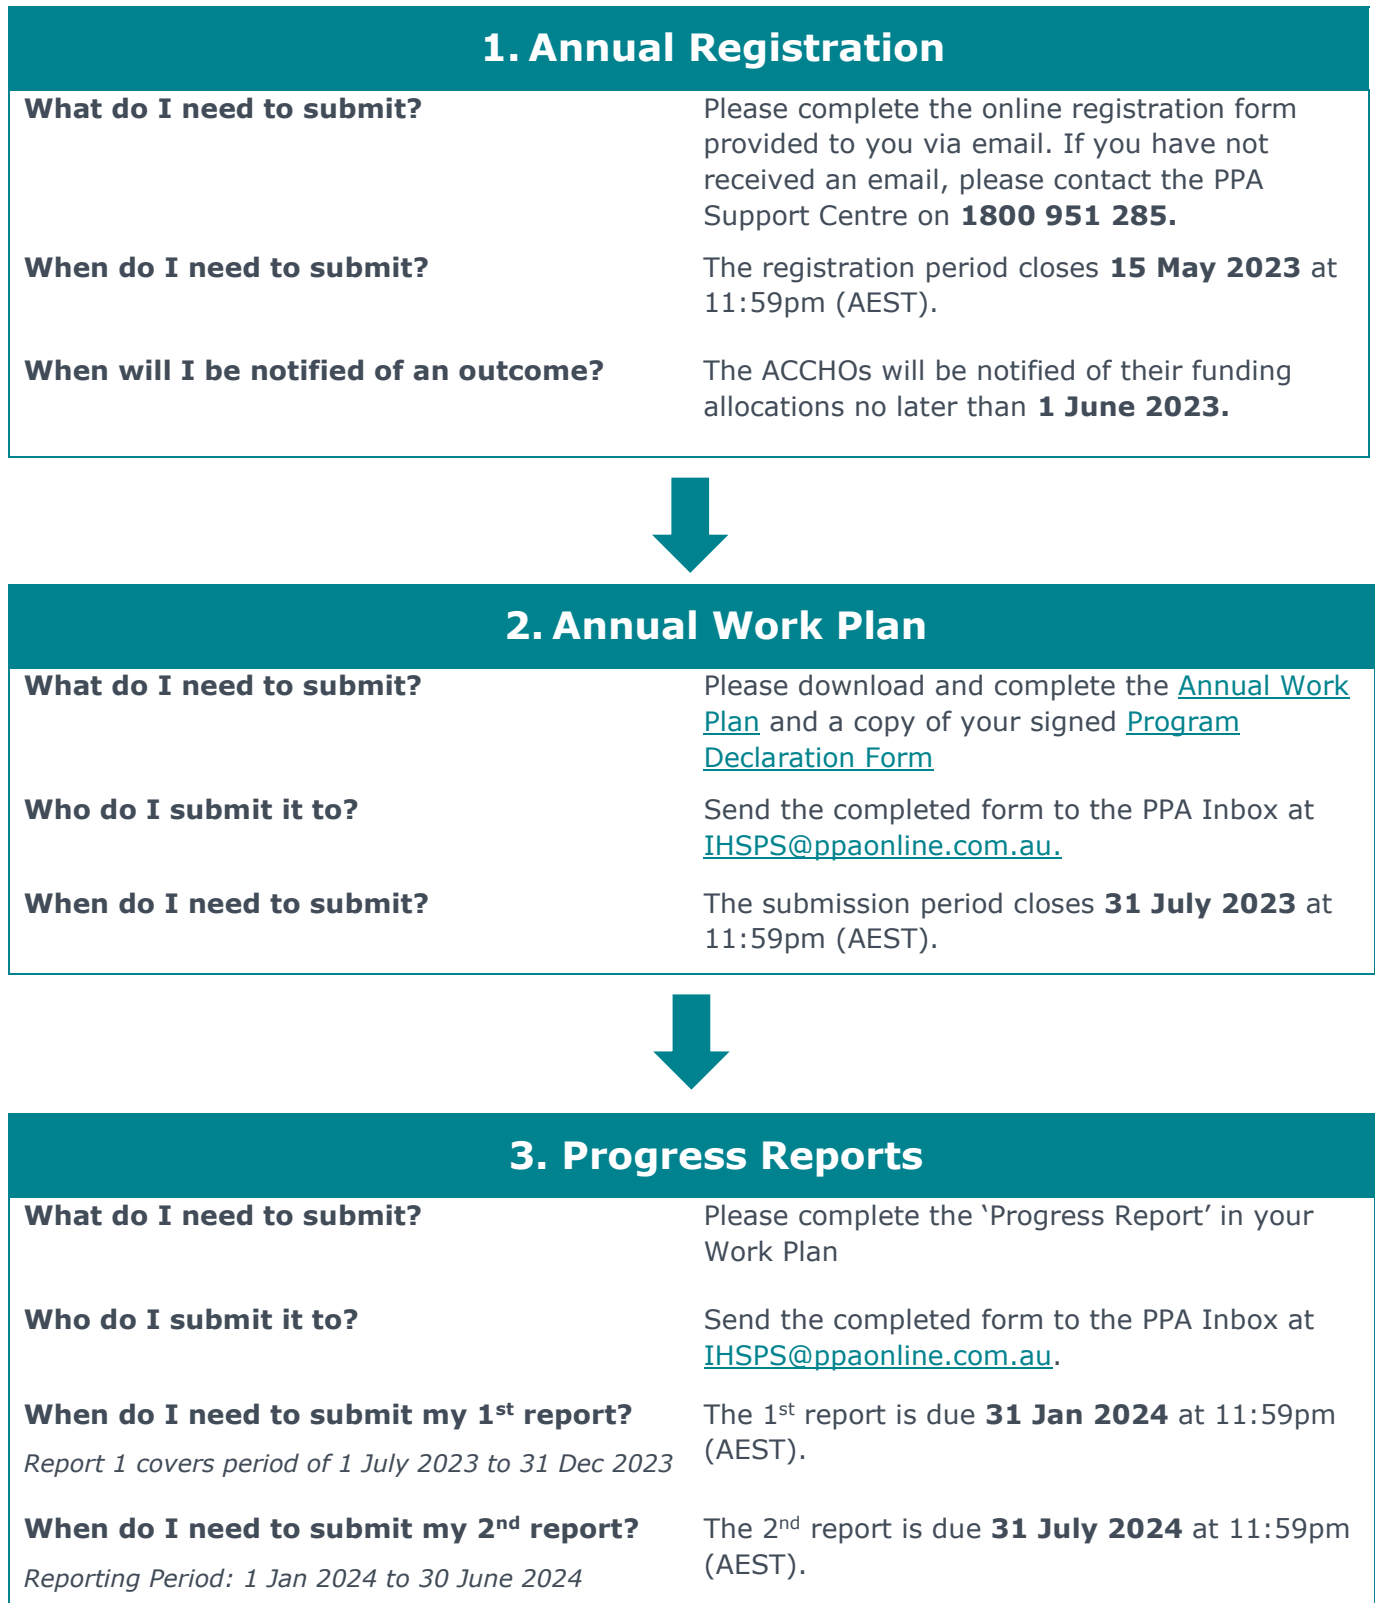 1. Annual Registration
What do I need to submit?
Please complete the online registration form
provided to you via email. If you have not
received an email, please contact the PPA
Support Centre on 1800 951 285.
When do I need to submit?
The registration period closes 15 May 2023 at
11:59pm (AEST).
When will I be notified of an outcome?
The ACCHOs will be notified of their funding
allocations no later than 1 June 2023.
2. Annual Work Plan
What do I need to submit?
Please download and complete the Annual Work
Plan and a copy of your signed Program
Declaration Form
Who do I submit it to?
Send the completed form to the PPA Inbox at
IHSPS@ppaonline.com.au.
When do I need to submit?
The submission period closes 31 July 2023 at
11:59pm (AEST).
3. Progress Reports
What do I need to submit?
Please complete the ‘Progress Report’ in your
Work Plan
Who do I submit it to?
Send the completed form to the PPA Inbox at
IHSPS@ppaonline.com.au.
When do I need to submit my 1st report?
Report 1 covers period of 1 July 2023 to 31 Dec 2023
The 1st report is due 31 Jan 2024 at 11:59pm
(AEST).
When do I need to submit my 2nd report?
Reporting Period: 1 Jan 2024 to 30 June 2024
The 2nd report is due 31 July 2024 at 11:59pm
(AEST).